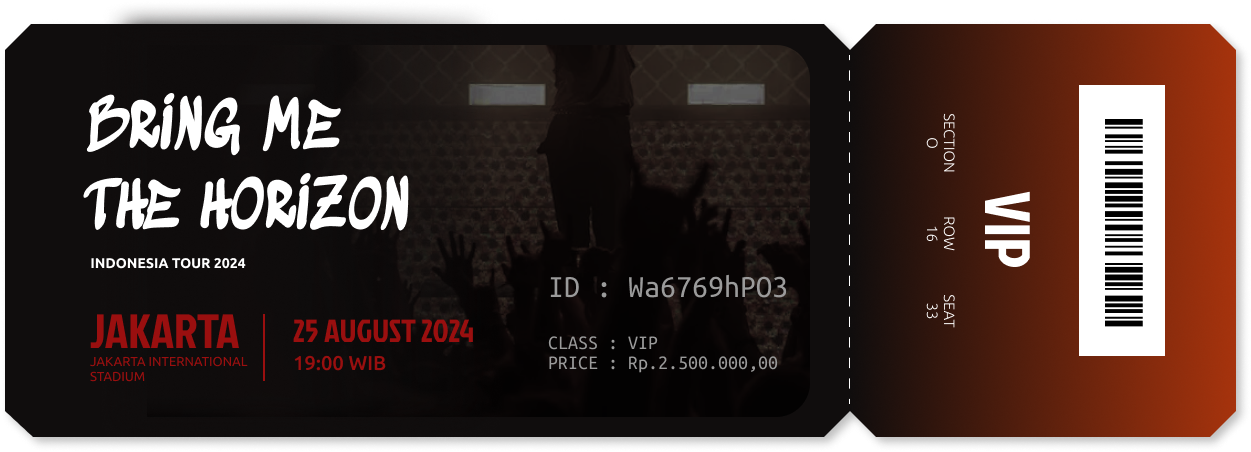 BRING ME
THE HORIZON
INDONESIA TOUR 2024
JAKARTA
JAKARTA INTERNATIONAL
STADIUM
25 AUGUST 2024
19:00 WIB
ID : Wa6769hPO3
CLASS : VIP
PRICE : Rp.2.500.000,00
VIP
SECTION
O
ROW
16
SEAT
33